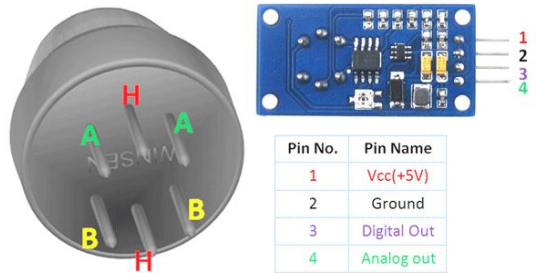 H
A
A
WINSEN
B
B
H
1
2
3
4
Pin No. Pin Name
1 Vcc(+5V)
2 Ground
3 Digital Out
4 Analog out